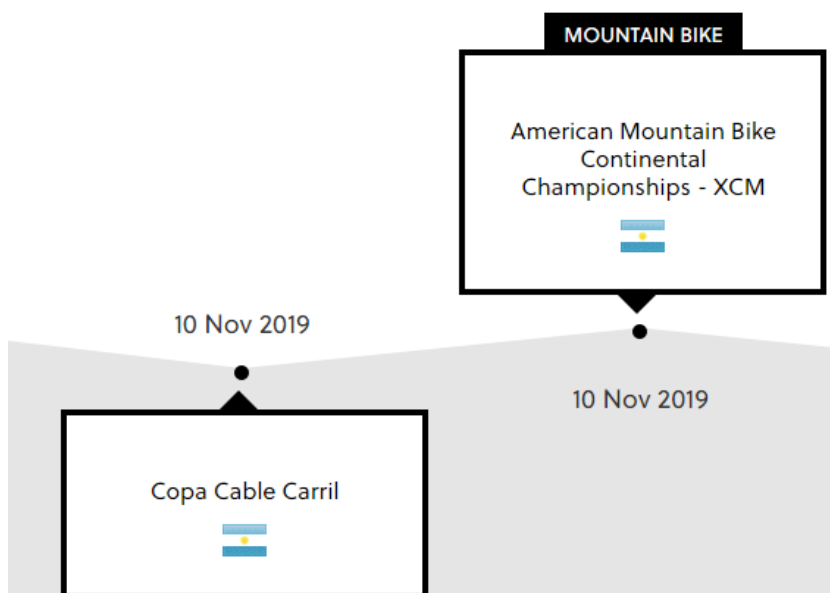 MOUNTAIN BIKE
American Mountain Bike
Continental
Championships - XCM
10 Nov 2019
10 Nov 2019
Copa Cable Carril